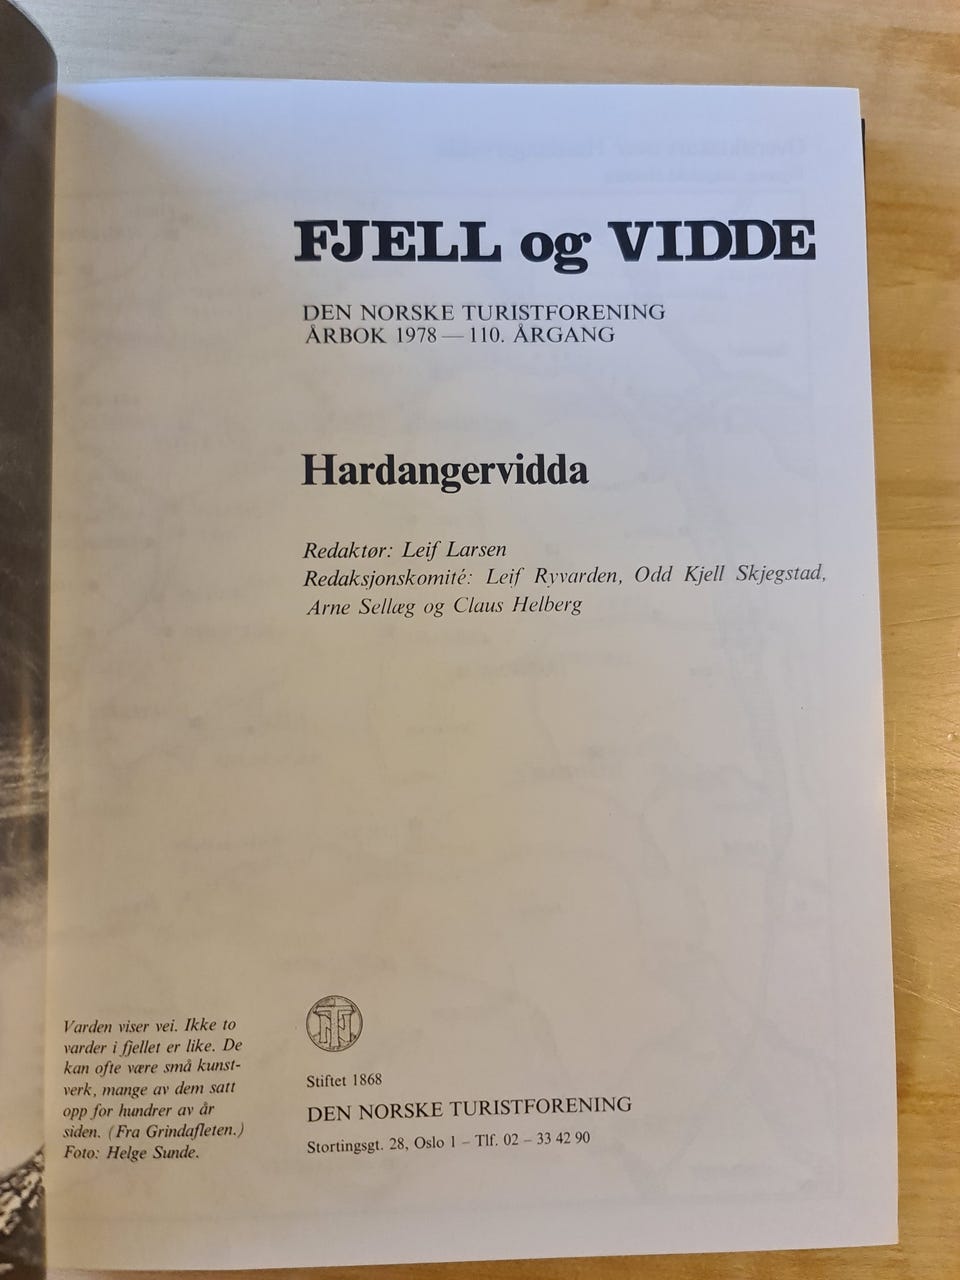 FJELL og VIDDE
DEN NORSKE TURISTFORENING
ÅRBOK 1978 — 110. ÅRGANG
Hardangervidda
Redaktør: Leif Larsen
Redaksjonskomité: Leif Ryvarden, Odd Kjell Skjegstad,
Arne Sellæg og Claus Helberg
Varden viser vei. Ikke to
varder i fjellet er like. De
kan ofte være små kunst-
verk, mange av dem satt
opp for hundrer av år
siden. (Fra Grindafleten.)
Foto: Helge Sunde.
Stiftet 1868
DEN NORSKE TURISTFORENING
Stortingsgt. 28, Oslo 1 – Tlf. 02 – 33 42 90